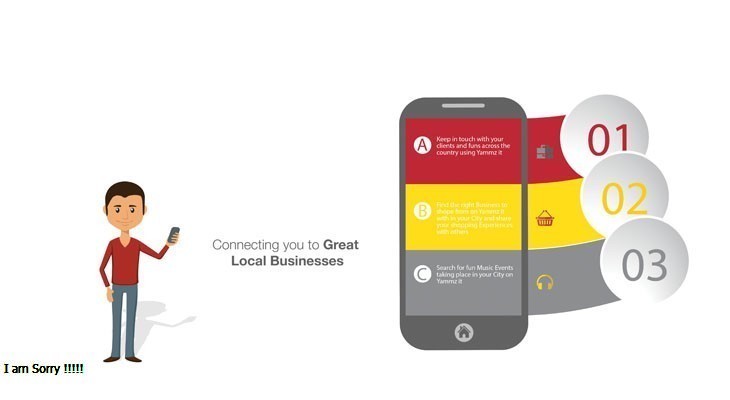 Connecting you to Great
Local Businesses
I am Sorry !!!!!
A
Keep in touch with your
clients and funs across the
country using Yammz it
B
Find the right Business or
shops Item on Yammz it
with in your City and share
your shopping Experiences
with others
C
Search for fun Music Events
taking place in your City on
Yammz it
01
02
03